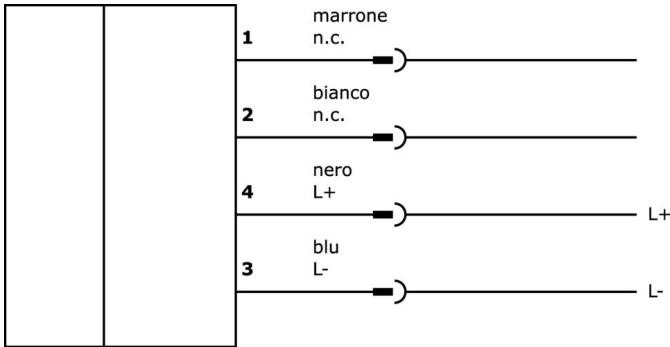 marrone
1 n.c.
bianco
2 n.c.
nero
4 L+
L+
blu
3 L-
L-